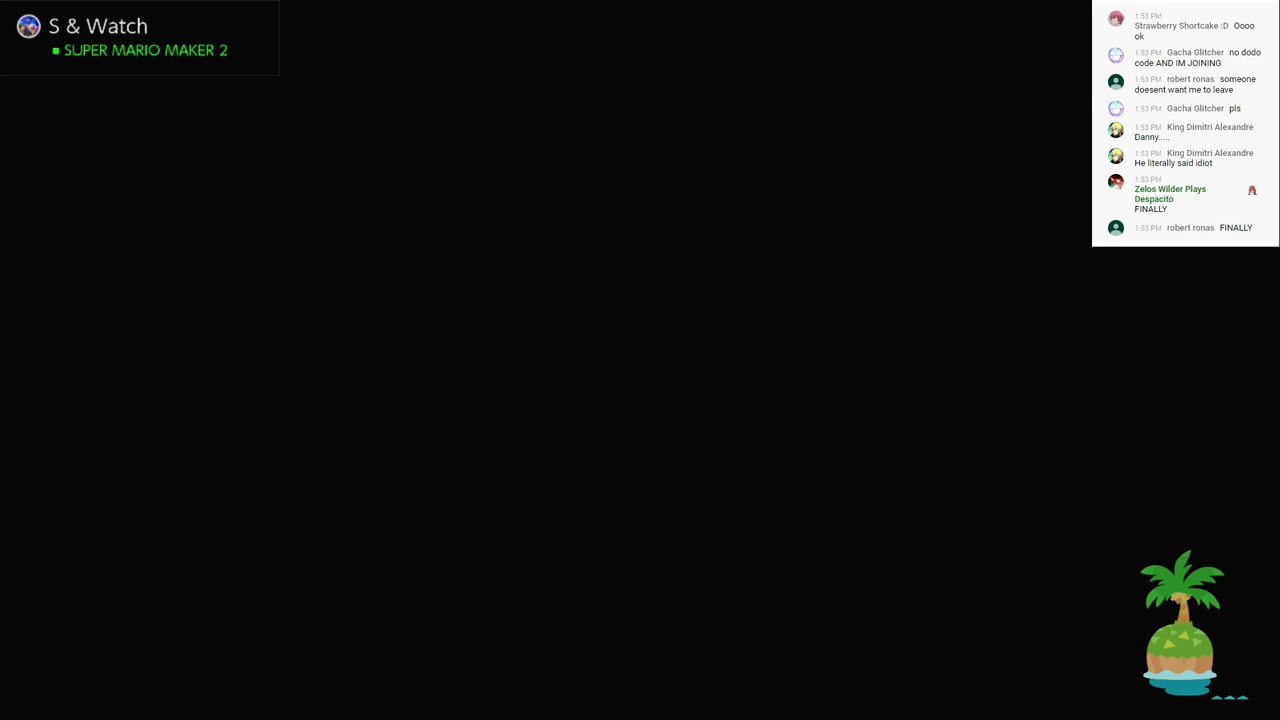 S & Watch
SUPER MARIO MAKER 2
1:53 PM
Strawberry Shortcake :D Oooo
ok
1:53 PM Gacha Glitcher no dodo
code AND IM JOINING
1:53 PM robert ronas someone
doesent want me to leave
1:53 PM Gacha Glitcher pls
1:53 PM King Dimitri Alexandre
Danny.....
1:53 PM King Dimitri Alexandre
He literally said idiot
1:53 PM
Zelos Wilder Plays
Despacito
FINALLY
1:53 PM robert ronas FINALLY